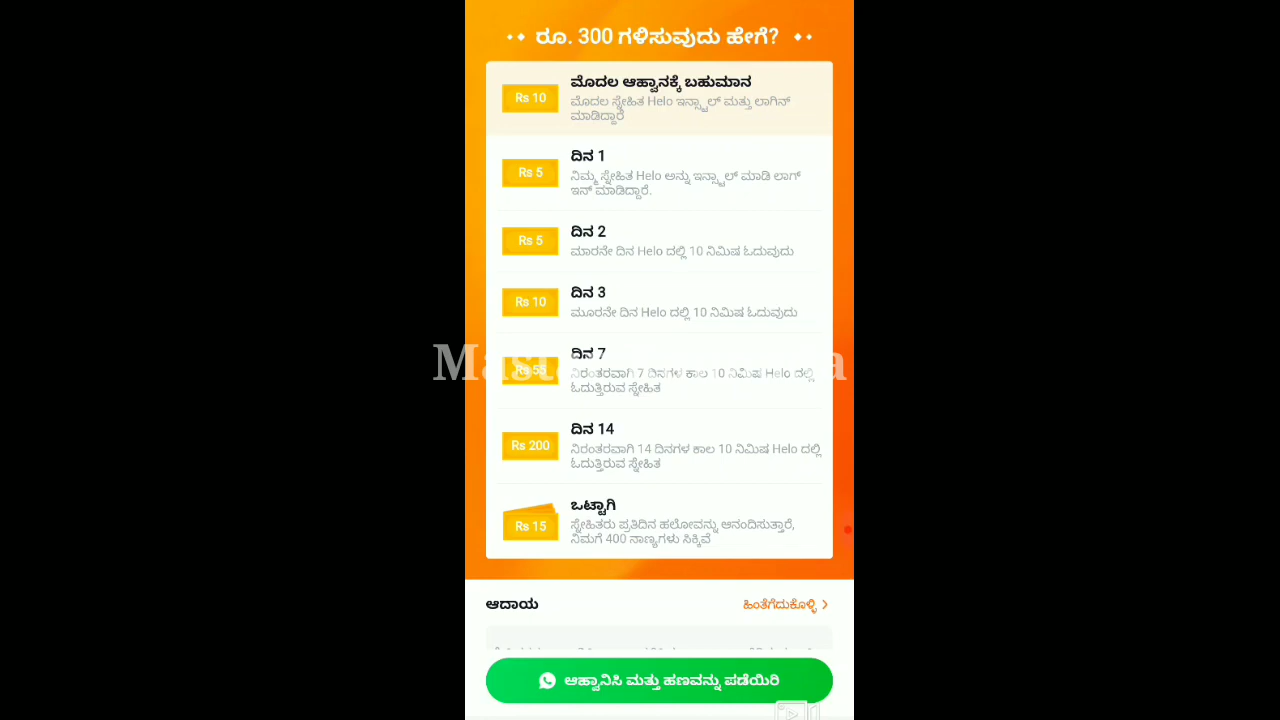 ರೂ. 300 ಗಳಿಸುವುದು ಹೇಗೆ?
Rs 10
ಮೊದಲ ಆಹ್ವಾನಕ್ಕೆ ಬಹುಮಾನ
ಮೊದಲ ಸ್ನೇಹಿತ Helo ಇನ್ಸ್ಟಾಲ್ ಮತ್ತು ಲಾಗಿನ್
ಮಾಡಿದ್ದಾರೆ
Rs 5
ದಿನ 1
ನಿಮ್ಮ ಸ್ನೇಹಿತ Helo ಅನ್ನು ಇನ್ಸ್ಟಾಲ್ ಮಾಡಿ ಲಾಗ್
ಇನ್ ಮಾಡಿದ್ದಾರೆ.
Rs 5
ದಿನ 2
ಮಾರನೇ ದಿನ Helo ದಲ್ಲಿ 10 ನಿಮಿಷ ಓದುವುದು
Rs 10
ದಿನ 3
ಮೂರನೇ ದಿನ Helo ದಲ್ಲಿ 10 ನಿಮಿಷ ಓದುವುದು
Rs 55
ದಿನ 7
ನಿರಂತರವಾಗಿ 7 ದಿನಗಳ ಕಾಲ 10 ನಿಮಿಷ Helo ದಲ್ಲಿ
ಓದುತ್ತಿರುವ ಸ್ನೇಹಿತ
Rs 200
ದಿನ 14
ನಿರಂತರವಾಗಿ 14 ದಿನಗಳ ಕಾಲ 10 ನಿಮಿಷ Helo ದಲ್ಲಿ
ಓದುತ್ತಿರುವ ಸ್ನೇಹಿತ
Rs 15
ಒಟ್ಟಾಗಿ
ಸ್ನೇಹಿತರು ಪ್ರತಿದಿನ ಹಲೋವನ್ನು ಆನಂದಿಸುತ್ತಾರೆ,
ನಿಮಗೆ 400 ನಾಣ್ಯಗಳು ಸಿಕ್ಕಿವೆ
ಆದಾಯ
ಹಿಂತೆಗೆದುಕೊಳ್ಳಿ
ಆಹ್ವಾನಿಸಿ ಮತ್ತು ಹಣವನ್ನು ಪಡೆಯಿರಿ